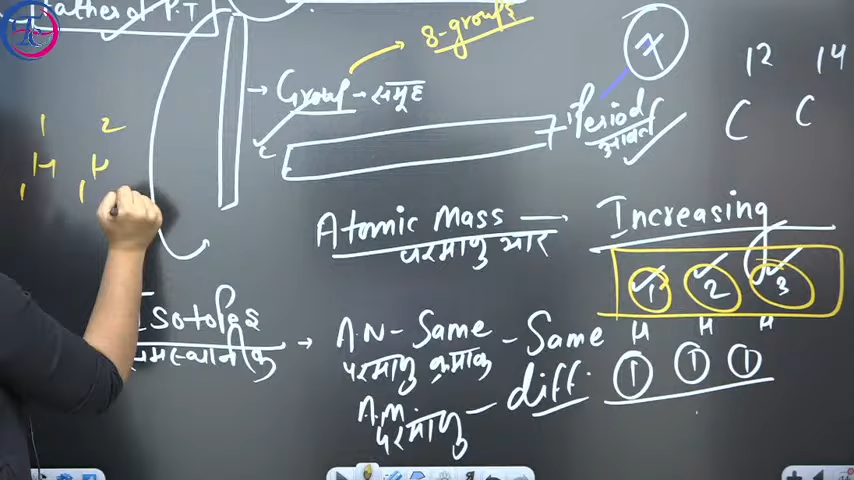 Father of P.T
8-groups
→ Group → समूह
7
Period
आवर्त
12 14
C C
1 2
H H
1 1
Atomic Mass → Increasing
परमाणु भार
1 2 3
H H H
1 1 1
Isotopes → A.N - Same - Same
समस्थानिक परमाणु क्रमांक
A.M. - diff.
परमाणु